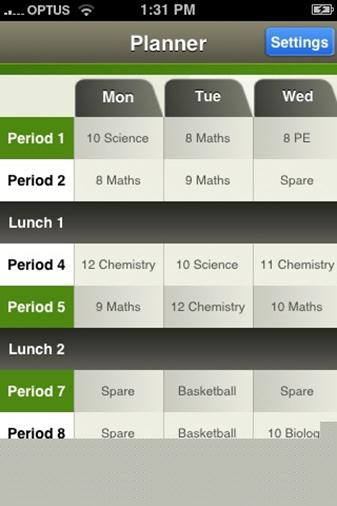 OPTUS 1:31 PM
Planner Settings
Mon Tue Wed
Period 1 10 Science 8 Maths 8 PE
Period 2 8 Maths 9 Maths Spare
Lunch 1
Period 4 12 Chemistry 10 Science 11 Chemistry
Period 5 9 Maths 12 Chemistry 10 Maths
Lunch 2
Period 7 Spare Basketball Spare
Period 8 Spare Basketball 10 Biolog